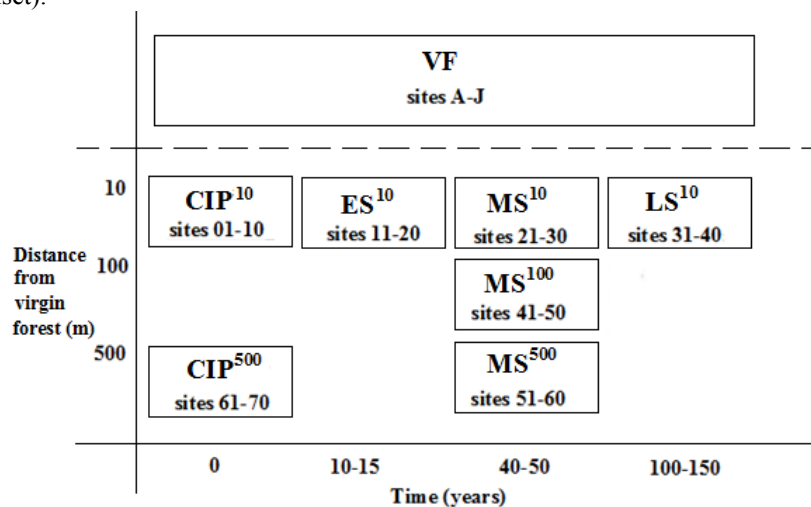 set).
VF
sites A-J
10
CIP10
sites 01-10
ES10
sites 11-20
MS10
sites 21-30
LS10
sites 31-40
Distance
from
virgin
forest (m)
100
MS100
sites 41-50
500
CIP500
sites 61-70
MS500
sites 51-60
0
10-15
40-50
100-150
Time (years)